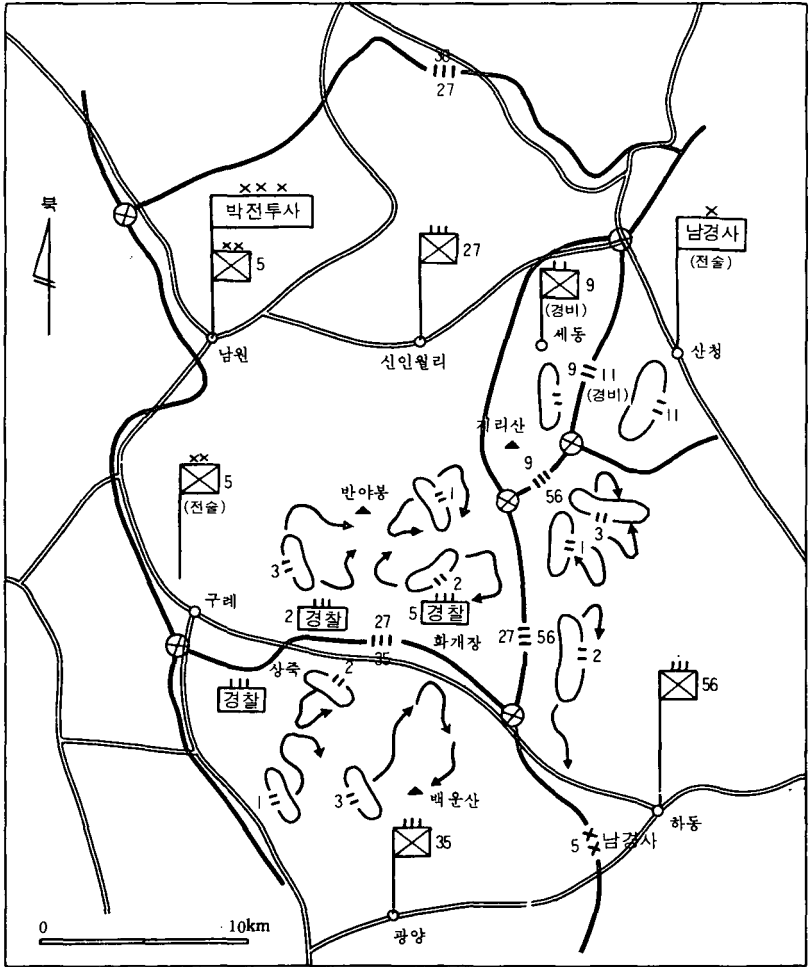 30
27
북
×××
박전투사
××
5
27
×
남경사
(전술)
9
(경비)
세동
남원
신인월리
산청
9 11
(경비)
11
지리산
9
56
××
5
(전술)
반야봉
1
3
2
3
1
구례
2 경찰
5 경찰
화개장
27
35
27 56
2
상죽
2
경찰
56
1
3
백운산
하동
35
5 남경사
광양
0 10km